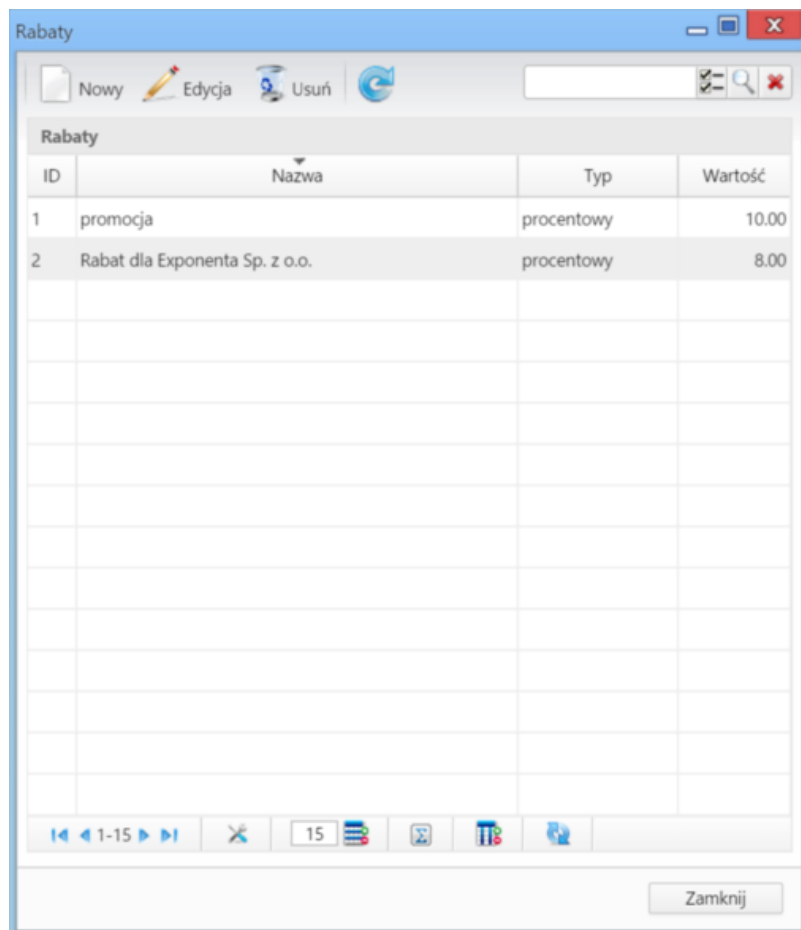 Rabaty
Nowy Edycja Usuń
Rabaty
ID Nazwa Typ Wartość
1 promocja procentowy 10.00
2 Rabat dla Exponenta Sp. z o.o. procentowy 8.00
1-15 15
Zamknij